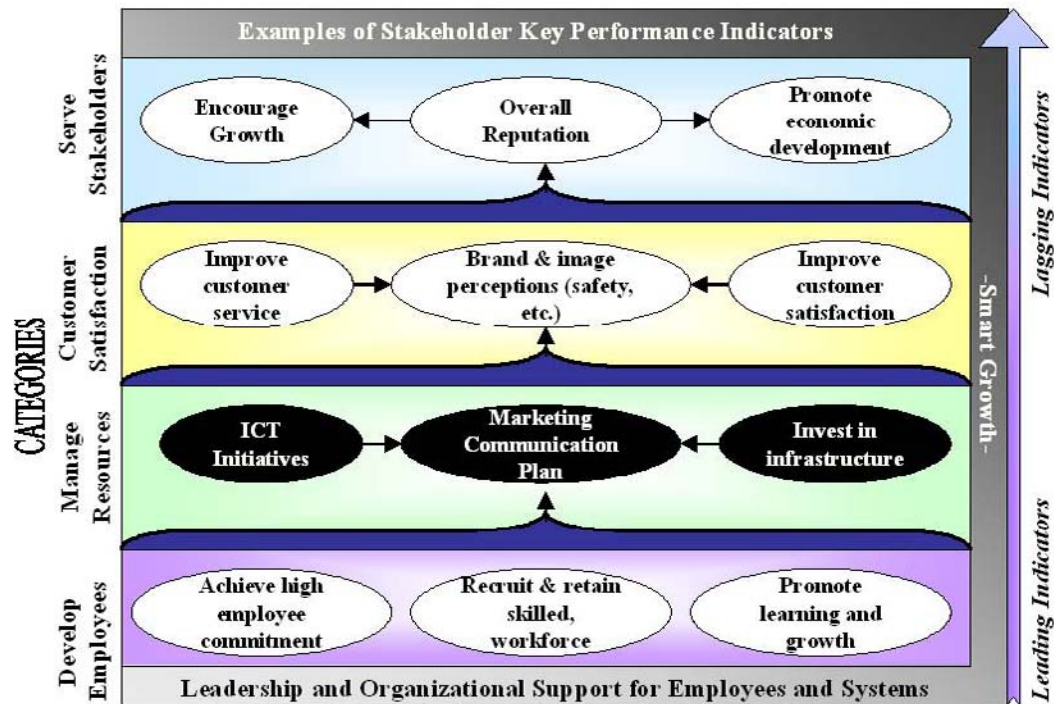 Examples of Stakeholder Key Performance Indicators
Serve
Stakeholders
Encourage
Growth
Overall
Reputation
Promote
economic
development
Customer
Satisfaction
Improve
customer
service
Brand & image
perceptions (safety,
etc.)
Improve
customer
satisfaction
CATEGORIES
Manage
Resources
ICT
Initiatives
Marketing
Communication
Plan
Invest in
infrastructure
Develop
Employees
Achieve high
employee
commitment
Recruit & retain
skilled,
workforce
Promote
learning and
growth
Leadership and Organizational Support for Employees and Systems
-Smart Growth-
Lagging Indicators
Leading Indicators